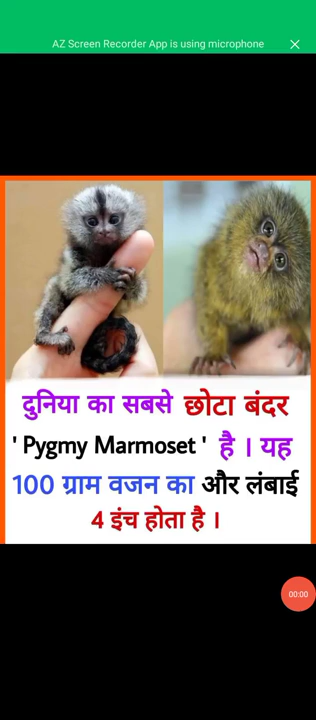 AZ Screen Recorder App is using microphone
दुनिया का सबसे छोटा बंदर
' Pygmy Marmoset ' है । यह
100 ग्राम वजन का और लंबाई
4 इंच होता है ।
00:00